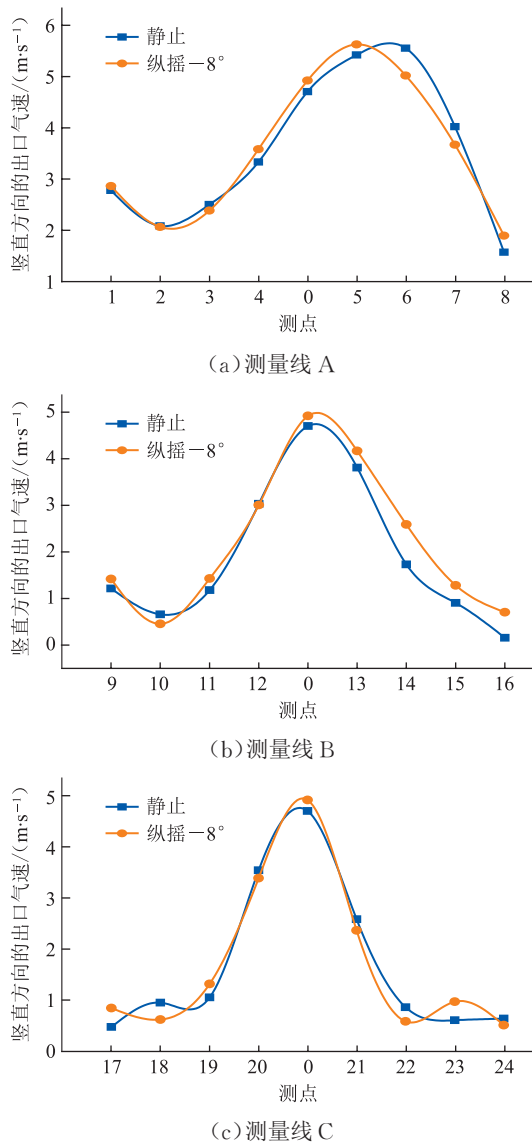 竖直方向的出口气速/(m·s⁻¹)
6
5
4
3
2
1
静止
纵摇−8°
1 2 3 4 0 5 6 7 8
测点
(a)测量线 A
竖直方向的出口气速/(m·s⁻¹)
5
4
3
2
1
0
静止
纵摇−8°
9 10 11 12 0 13 14 15 16
测点
(b)测量线 B
竖直方向的出口气速/(m·s⁻¹)
5
4
3
2
1
0
静止
纵摇−8°
17 18 19 20 0 21 22 23 24
测点
(c)测量线 C